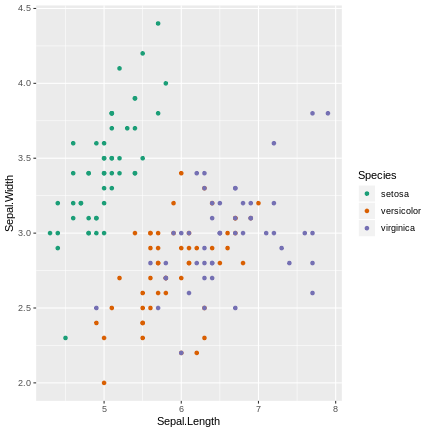 4.5
4.0
3.5
3.0
2.5
2.0
Sepal.Width
5 6 7 8
Sepal.Length
Species
setosa
versicolor
virginica